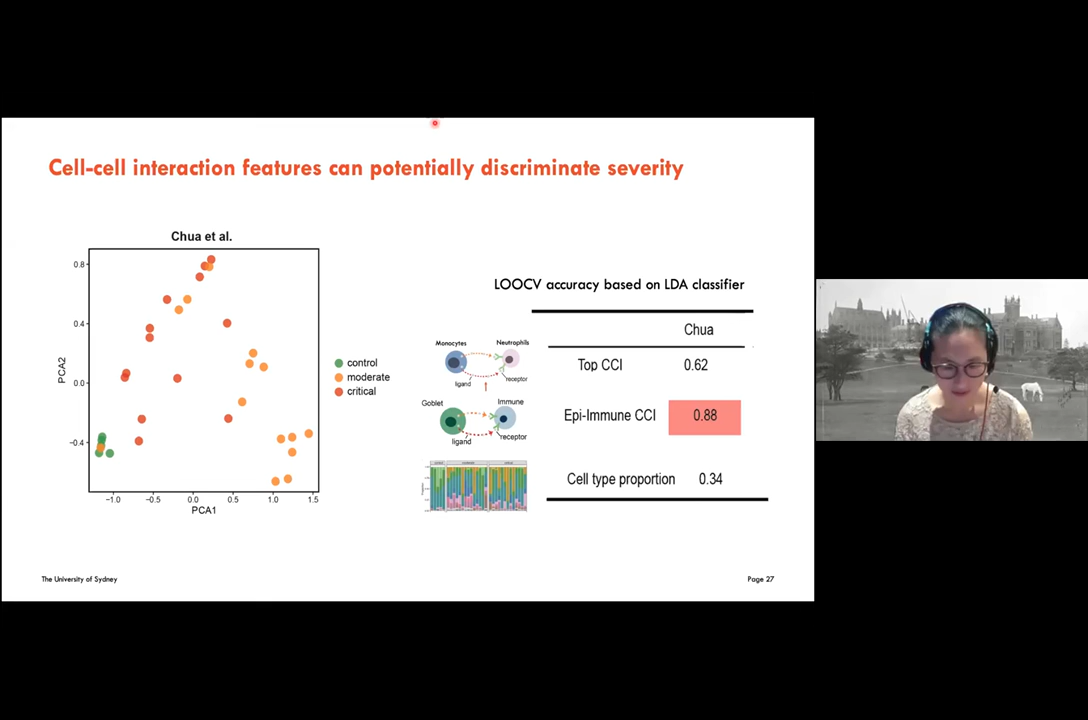 Cell-cell interaction features can potentially discriminate severity
Chua et al.
0.8
0.4
0.0
−0.4
PCA2
−1.0
−0.5
0.0
0.5
1.0
1.5
PCA1
control
moderate
critical
LOOCV accuracy based on LDA classifier
Chua
Monocytes
Neutrophils
ligand
receptor
Top CCI
0.62
Goblet
Immune
ligand
receptor
Epi-Immune CCI
0.88
Cell type proportion
0.34
The University of Sydney
Page 27